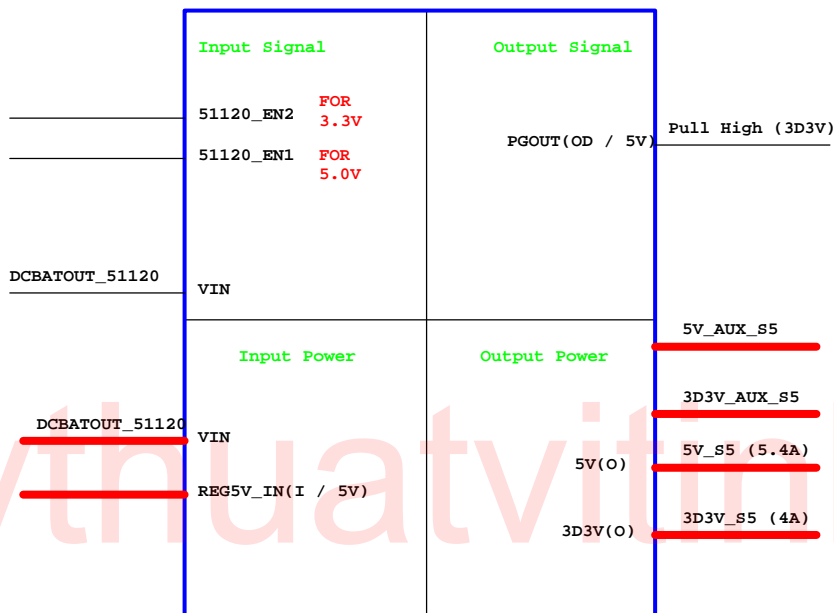 Input Signal
Output Signal
51120_EN2
FOR
3.3V
51120_EN1
FOR
5.0V
PGOUT(OD / 5V)
Pull High (3D3V)
DCBATOUT_51120
VIN
Input Power
Output Power
5V_AUX_S5
3D3V_AUX_S5
DCBATOUT_51120
VIN
5V(O)
5V_S5 (5.4A)
REG5V_IN(I / 5V)
3D3V(O)
3D3V_S5 (4A)
ythuatvitin